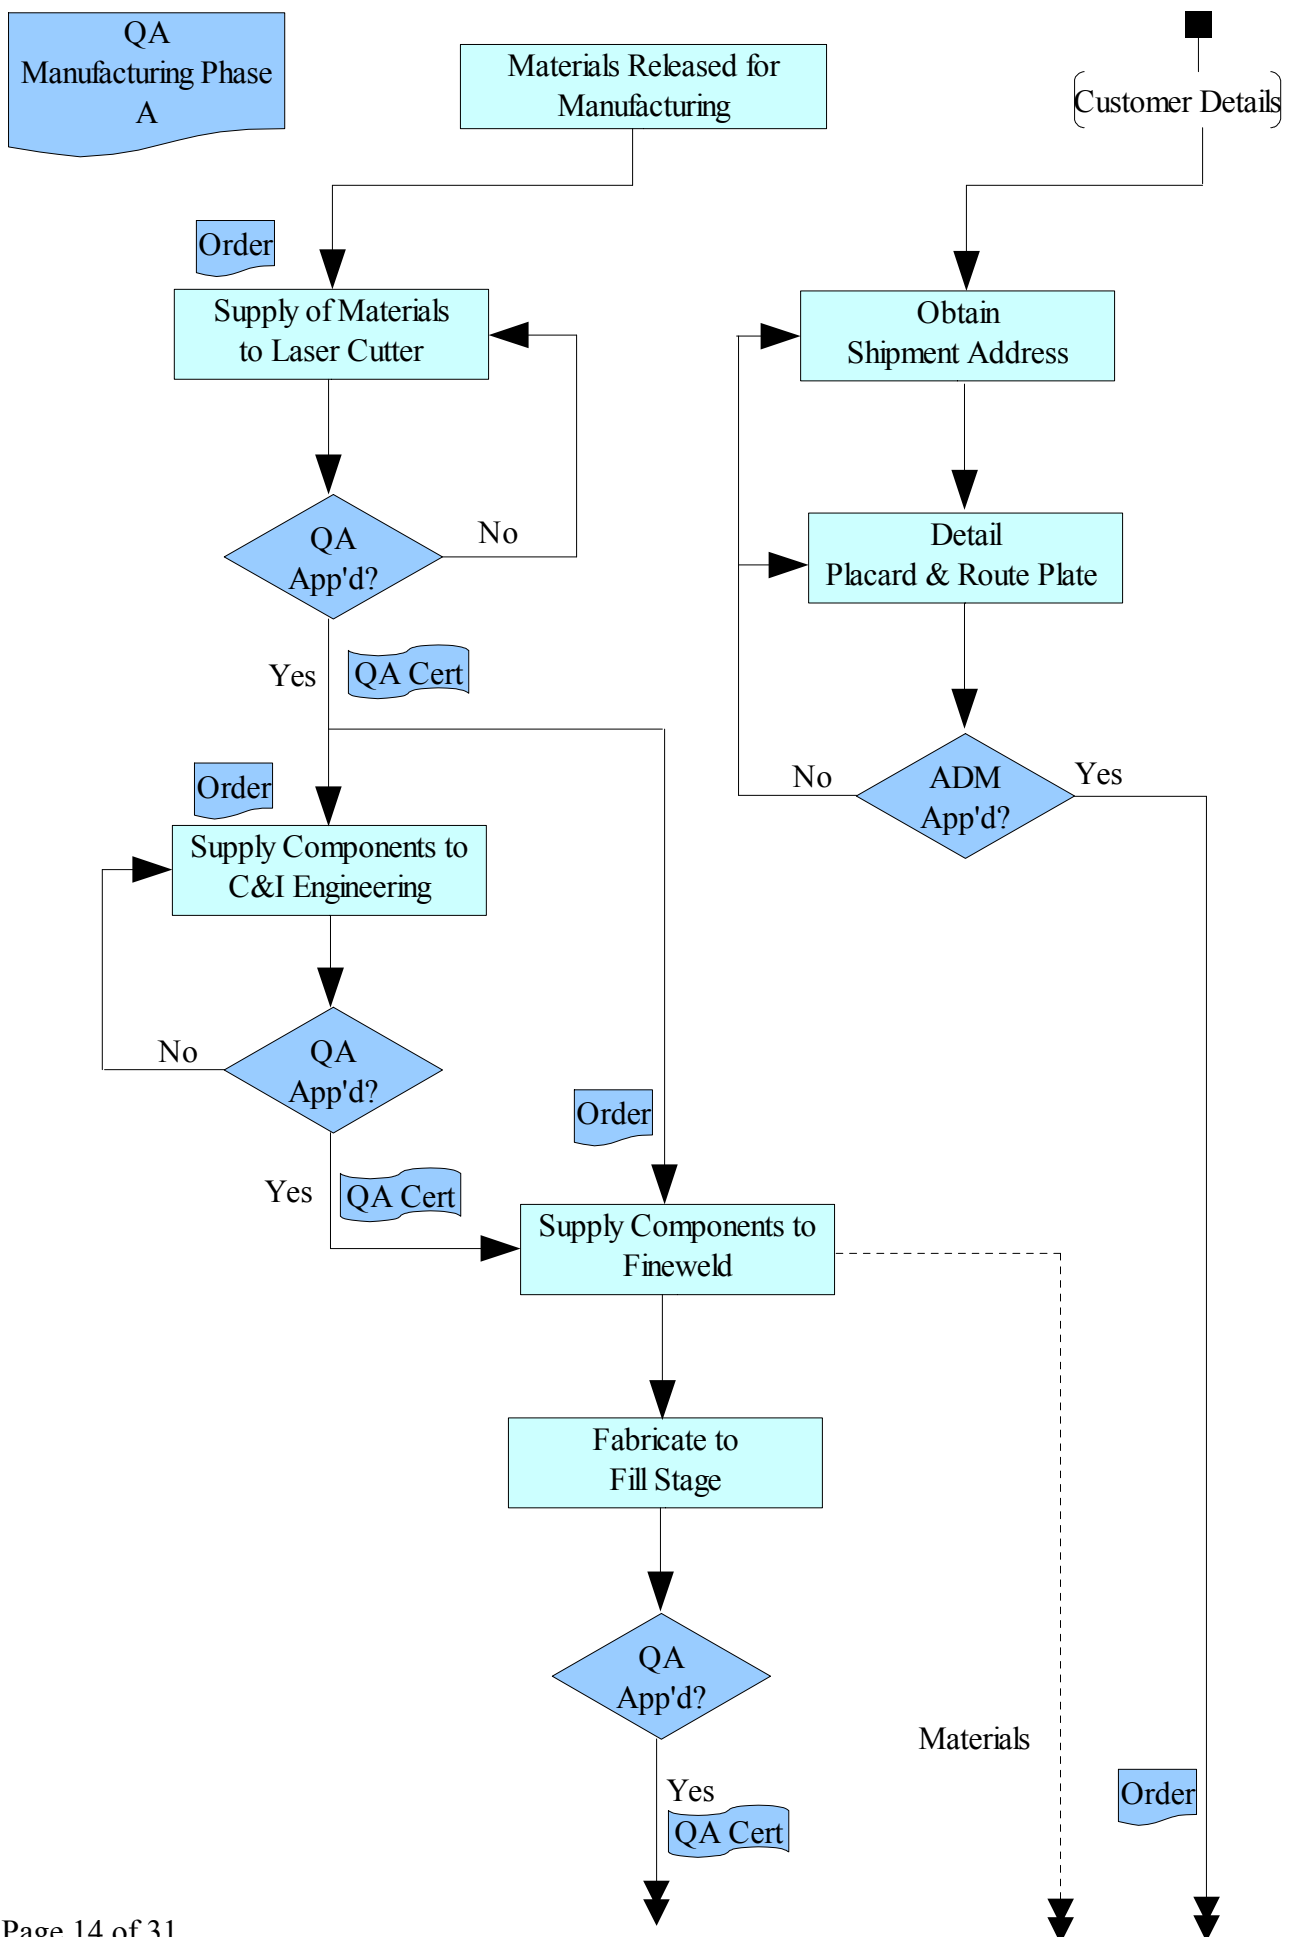 QA
Manufacturing Phase
A
Materials Released for
Manufacturing
Customer Details
Order
Supply of Materials
to Laser Cutter
Obtain
Shipment Address
QA
App'd?
No
Detail
Placard & Route Plate
Yes
QA Cert
No
ADM
App'd?
Yes
Order
Supply Components to
C&I Engineering
No
QA
App'd?
Order
Yes
QA Cert
Supply Components to
Fineweld
Fabricate to
Fill Stage
QA
App'd?
Materials
Yes
QA Cert
Order
Page 14 of 31